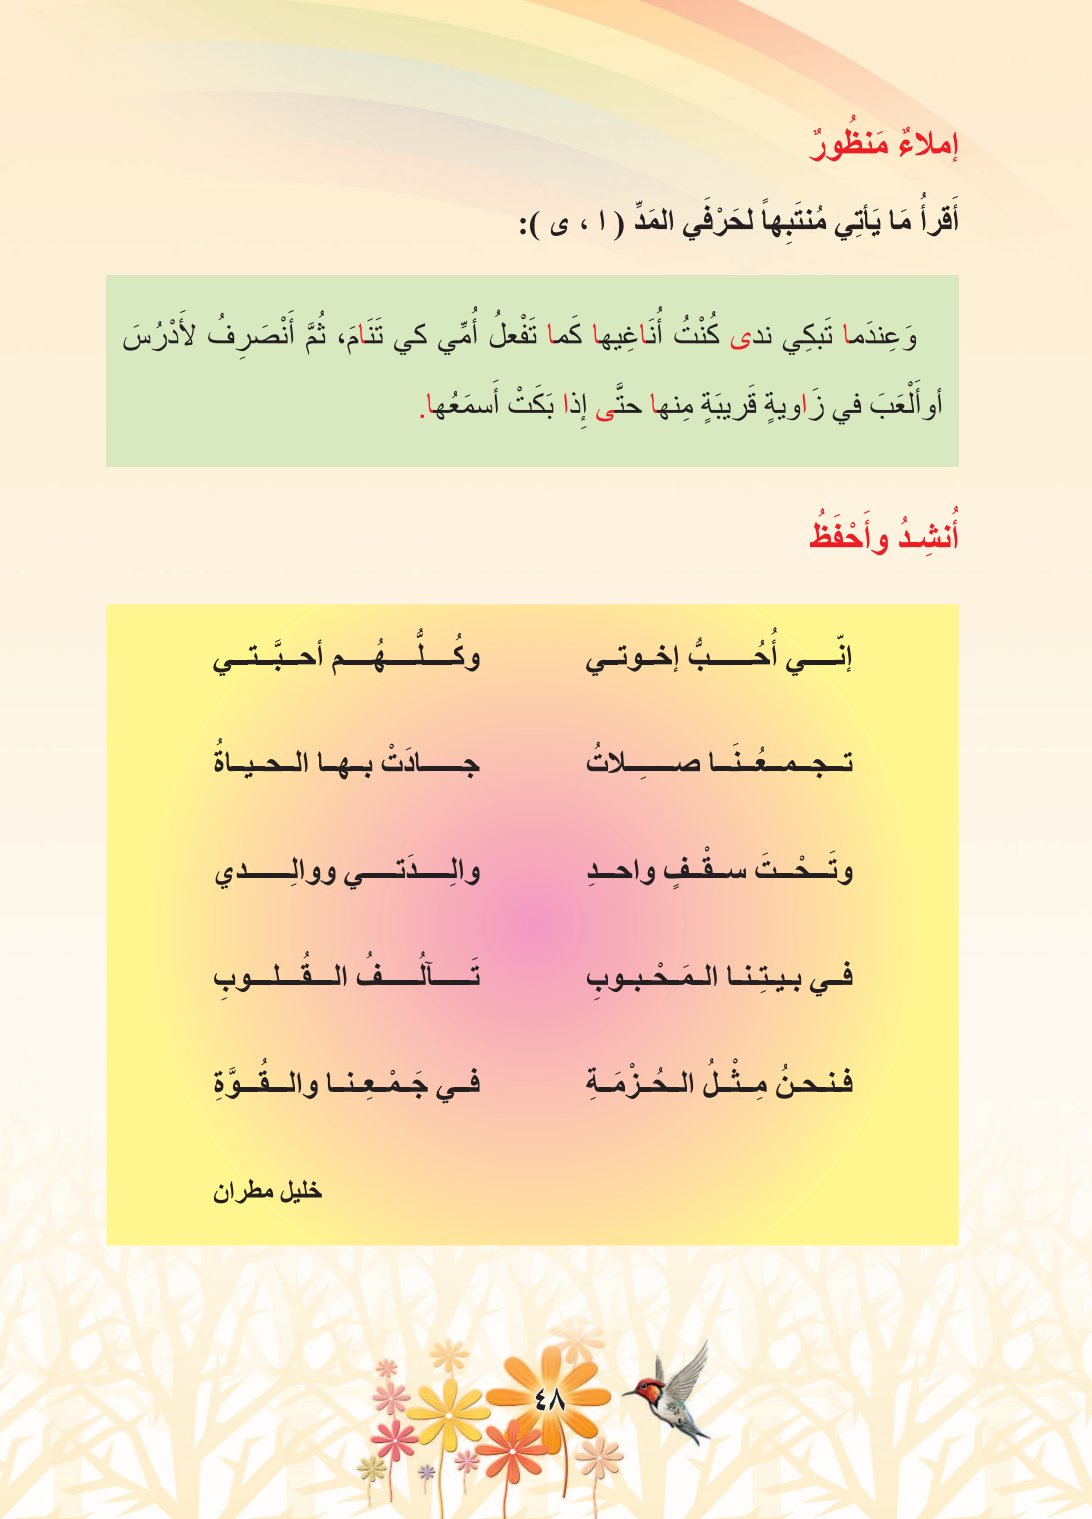 إملاءٌ مَنظُورٌ
أَقرأُ مَا يَأتِي مُنتَبِهاً لحَرْفَي المَدِّ ( ا ، ى ):
وَعِندَما تَبكِي ندى كُنْتُ أُنَاغِيها كَما تَفْعلُ أُمِّي كي تَنَامَ، ثُمَّ أَنْصَرِفُ لأَدْرُسَ
أوأَلْعَبَ في زَاويةٍ قَريبَةٍ مِنها حتَّى إِذا بَكَتْ أَسمَعُها.
أُنشِدُ وأَحْفَظُ
إنّي أُحُبُّ إخوتي وكُلُّهُم أحبَّتي
تجمعُنَا صِلاتُ جادَتْ بها الحياةُ
وتَحْتَ سقْفٍ واحدِ والِدَتي ووالِدي
في بيتِنا المَحْبوبِ تَآلُفُ القُلوبِ
فنحنُ مِثْلُ الحُزْمَةِ في جَمْعِنا والقُوَّةِ
خليل مطران
٤٨